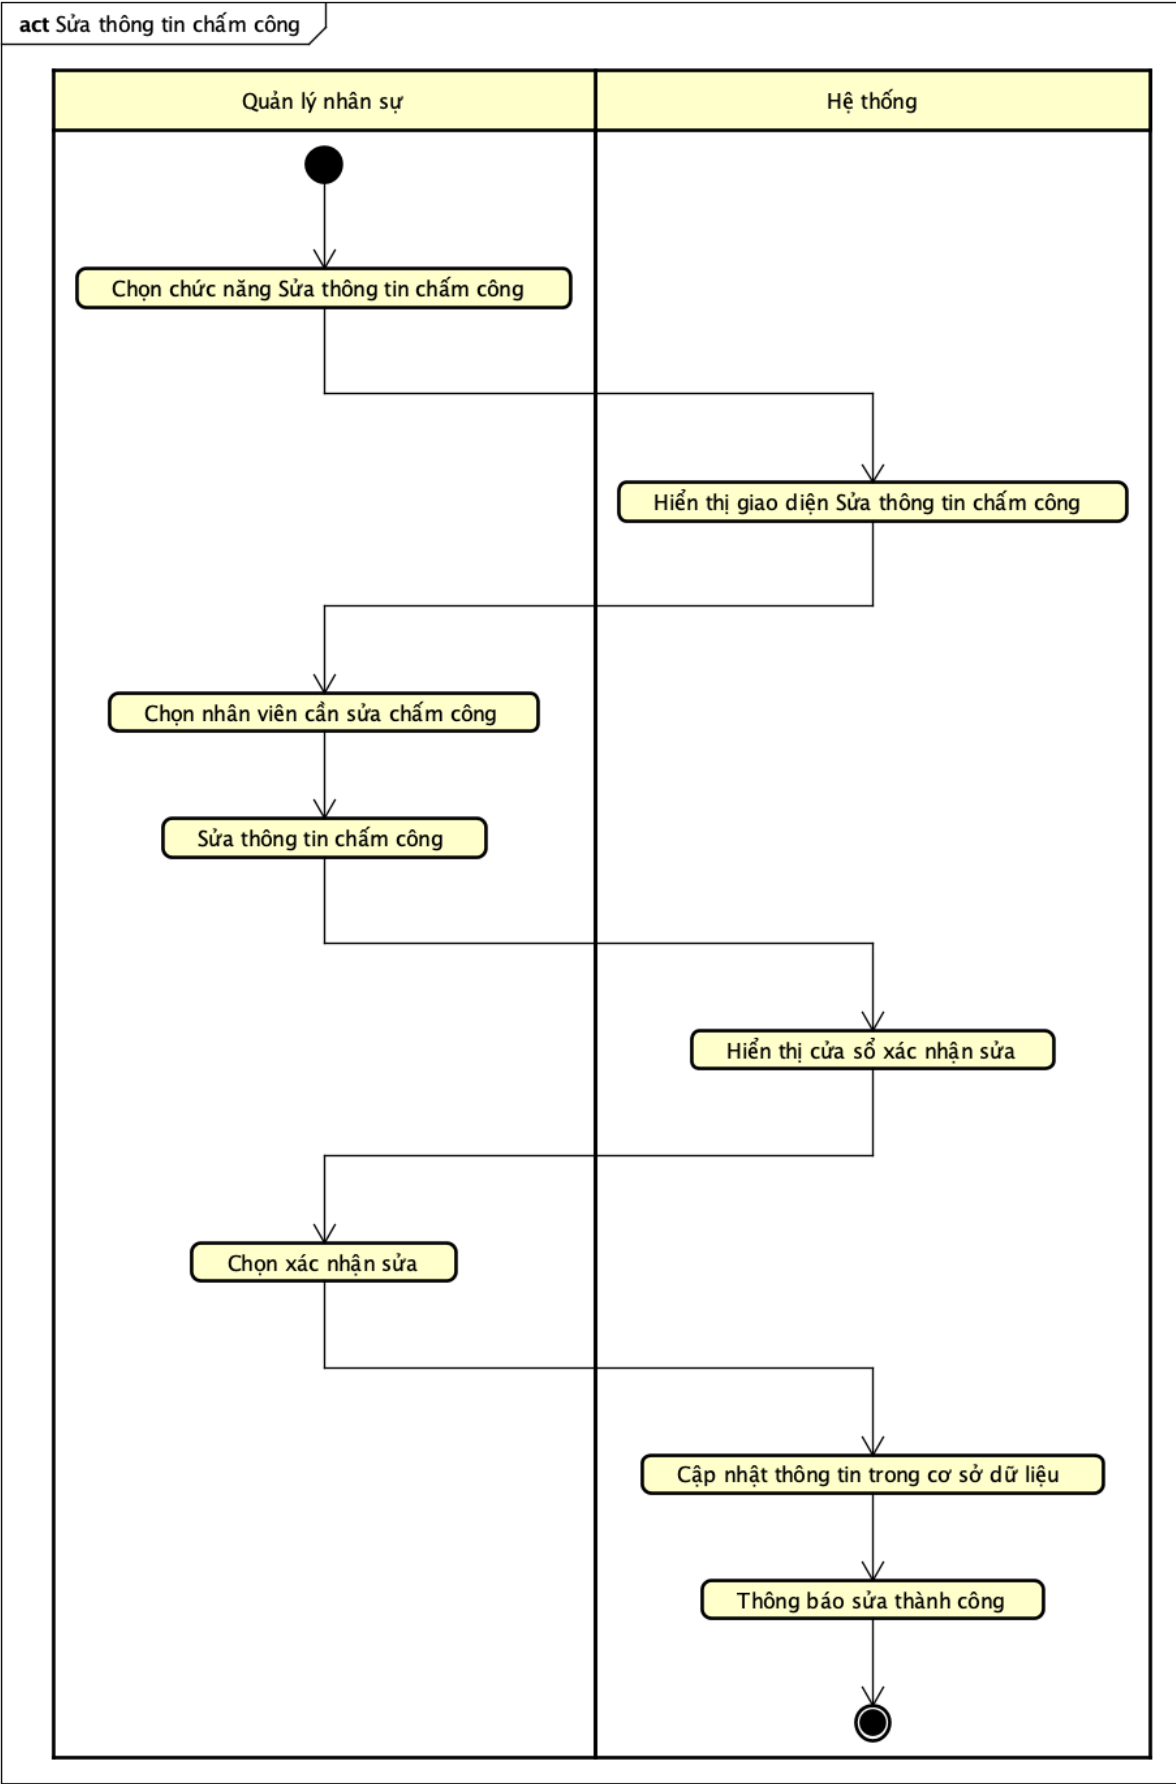 act Sửa thông tin chấm công
Quản lý nhân sự
Hệ thống
Chọn chức năng Sửa thông tin chấm công
Hiển thị giao diện Sửa thông tin chấm công
Chọn nhân viên cần sửa chấm công
Sửa thông tin chấm công
Hiển thị cửa sổ xác nhận sửa
Chọn xác nhận sửa
Cập nhật thông tin trong cơ sở dữ liệu
Thông báo sửa thành công